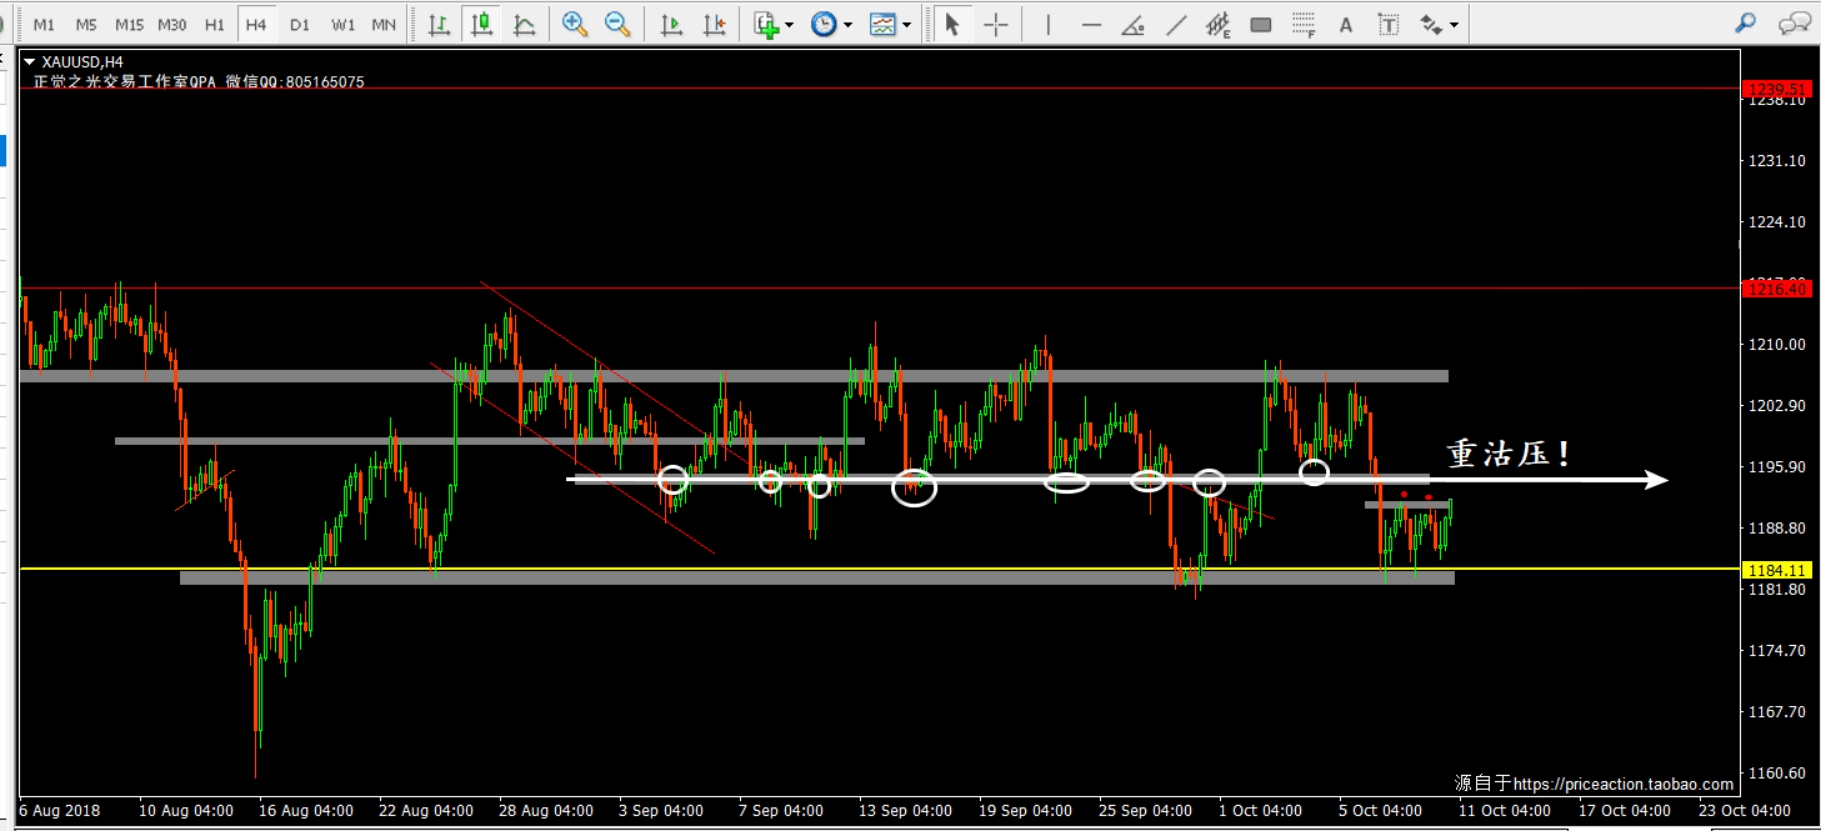 M1 M5 M15 M30 H1 H4 D1 W1 MN E F A T
XAUUSD,H4
正觉之光交易工作室QPA 微信QQ:805165075
1239.51
1238.10
1231.10
1224.10
1216.40
1210.00
1202.90
重沽压!
1195.90
1188.80
1184.11
1181.80
1174.70
1167.70
1160.60
源自于https://priceaction.taobao.com
6 Aug 2018 10 Aug 04:00 16 Aug 04:00 22 Aug 04:00 28 Aug 04:00 3 Sep 04:00 7 Sep 04:00 13 Sep 04:00 19 Sep 04:00 25 Sep 04:00 1 Oct 04:00 5 Oct 04:00 11 Oct 04:00 17 Oct 04:00 23 Oct 04:00